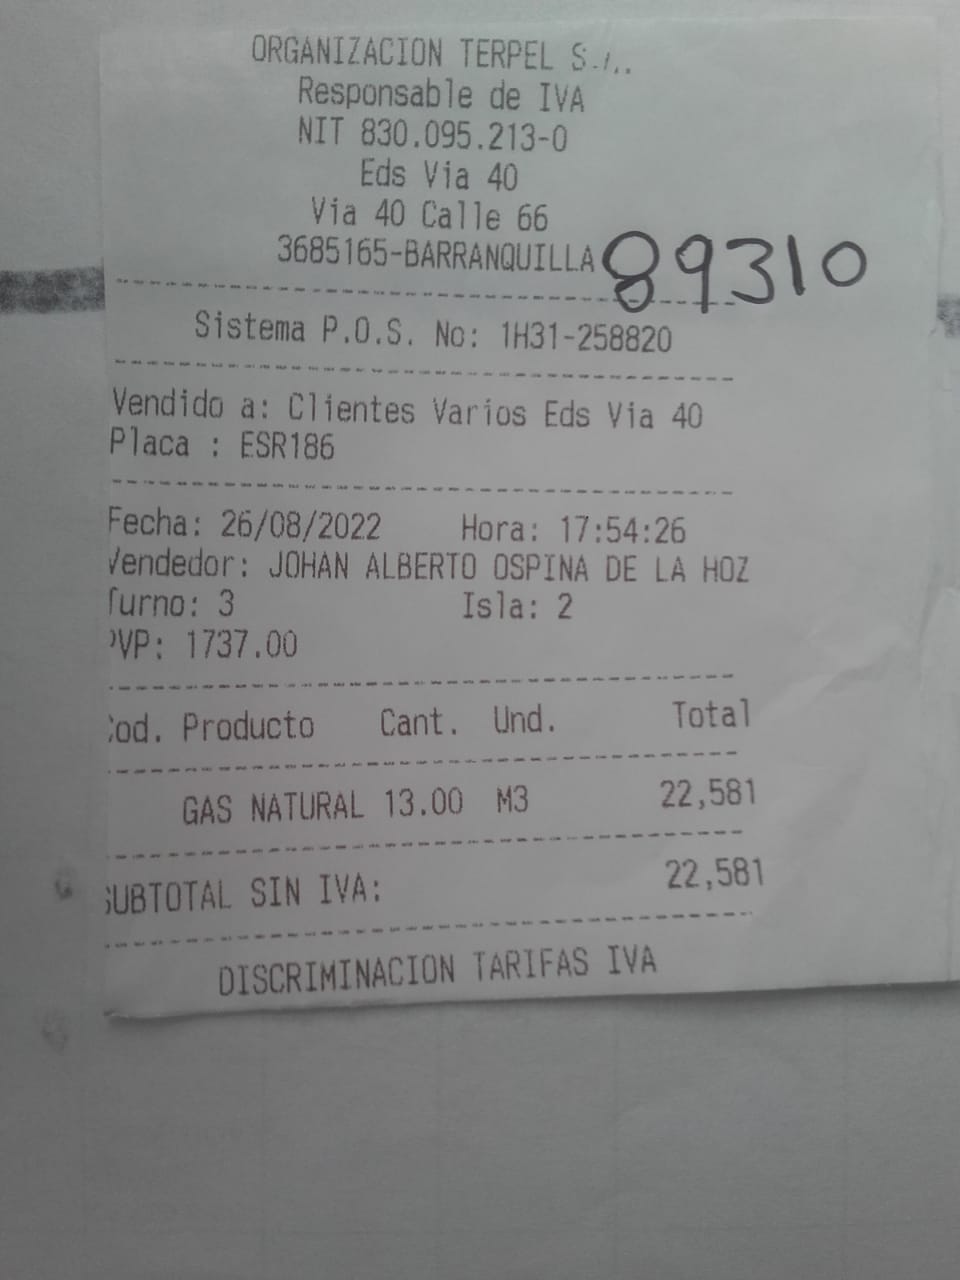 ORGANIZACION TERPEL
Responsable de IVA
NIT 830.095.213-0
Eds Via 40
Via 40 Calle 66
3685165-BARRANQUILLA 89310
Sistema P.O.S. No: 1H31-258820
Vendido a: Clientes Varios Eds Via 40
Placa : ESR186
Fecha: 26/08/2022 Hora: 17:54:26
Vendedor: JOHAN ALBERTO OSPINA DE LA HOZ
Turno: 3 Isla: 2
PVP: 1737.00
Cod. Producto Cant. Und. Total
GAS NATURAL 13.00 M3 22,581
SUBTOTAL SIN IVA: 22,581
DISCRIMINACION TARIFAS IVA